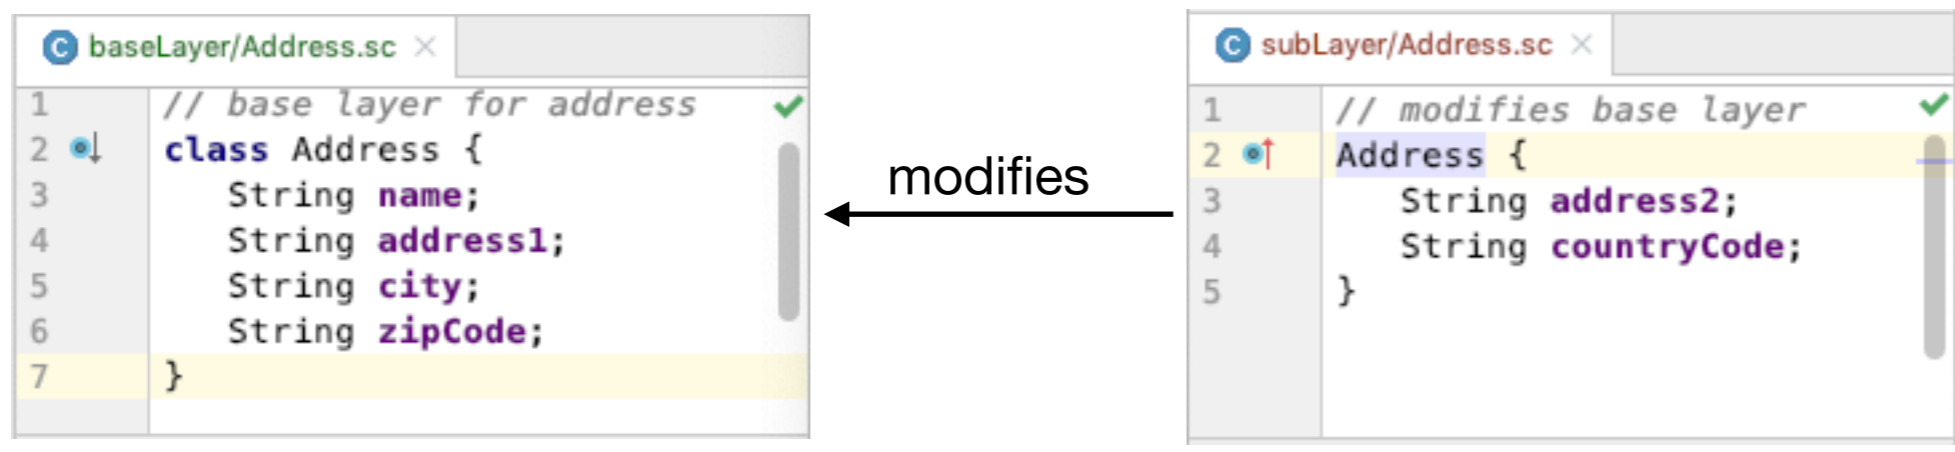 C baseLayer/Address.sc ×
1 // base layer for address
2 class Address {
3 String name;
4 String address1;
5 String city;
6 String zipCode;
7 }
modifies
C subLayer/Address.sc ×
1 // modifies base layer
2 Address {
3 String address2;
4 String countryCode;
5 }